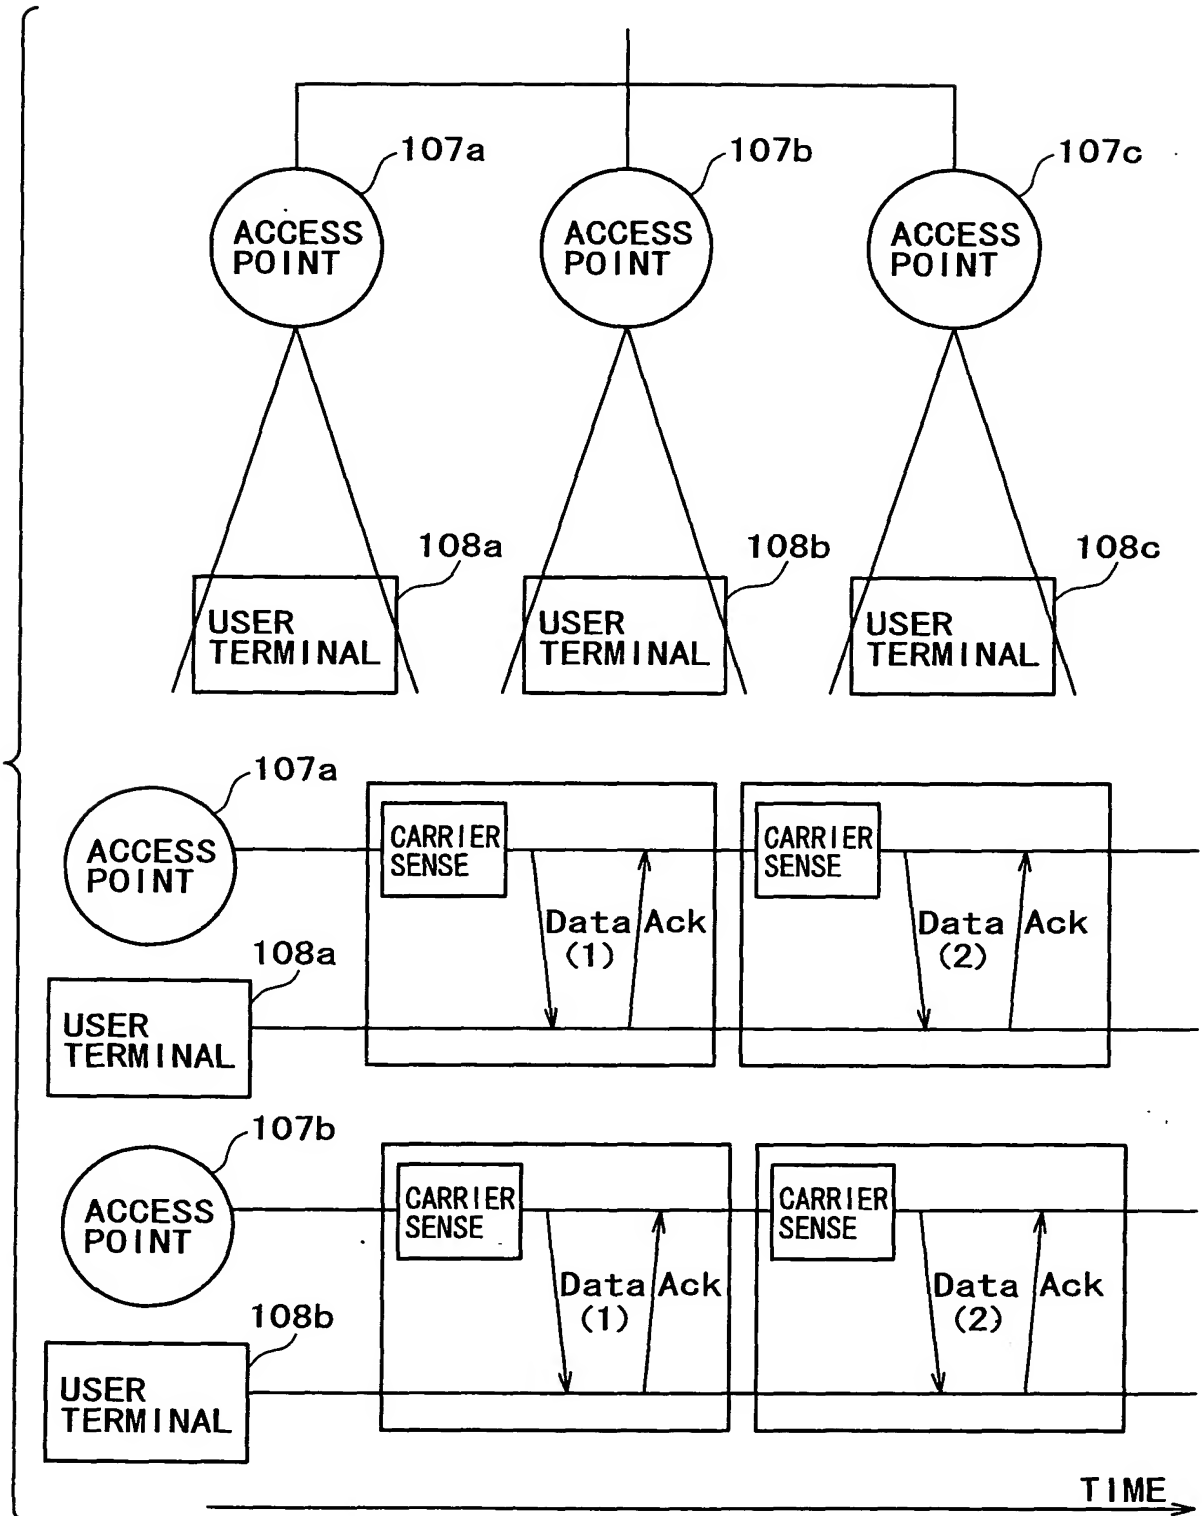 107a
107b
107c
ACCESS
POINT
ACCESS
POINT
ACCESS
POINT
108a
108b
108c
USER
TERMINAL
USER
TERMINAL
USER
TERMINAL
107a
ACCESS
POINT
CARRIER
SENSE
Data
(1)
Ack
CARRIER
SENSE
Data
(2)
Ack
108a
USER
TERMINAL
107b
ACCESS
POINT
CARRIER
SENSE
Data
(1)
Ack
CARRIER
SENSE
Data
(2)
Ack
108b
USER
TERMINAL
TIME